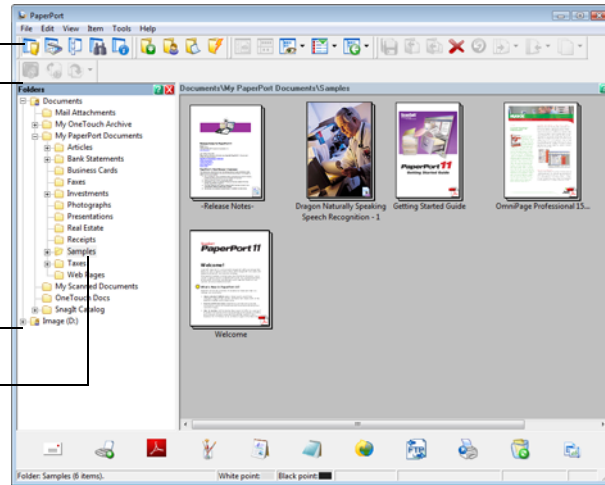 PaperPort
File Edit View Item Tools Help
Folders
Documents\My PaperPort Documents\Samples
Documents
Mail Attachments
My OneTouch Archive
My PaperPort Documents
Articles
Bank Statements
Business Cards
Faxes
Investments
Photographs
Presentations
Real Estate
Receipts
Samples
Taxes
Web Pages
My Scanned Documents
OneTouch Docs
SnagIt Catalog
Image (D:)
-Release Notes-
Dragon Naturally Speaking
Speech Recognition - 1
PaperPort 11
Getting Started Guide
Getting Started Guide
OmniPage Professional 15...
PaperPort 11
Welcome!
Welcome
FTP
Folder: Samples (6 items).
White point:
Black point: